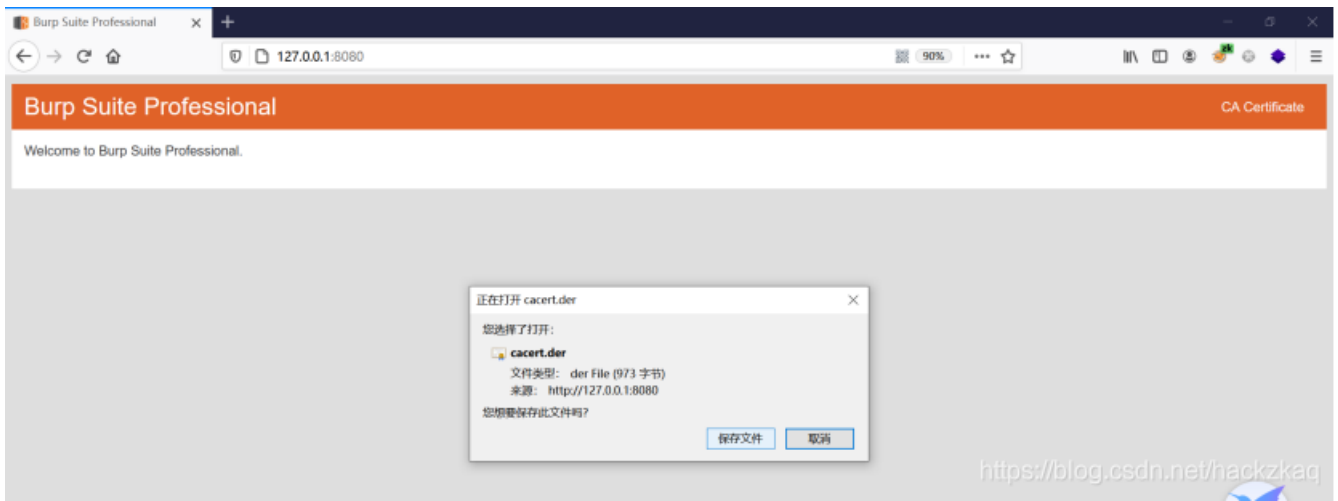 Burp Suite Professional
127.0.0.1:8080
90%
zk
Burp Suite Professional
CA Certificate
Welcome to Burp Suite Professional.
正在打开 cacert.der
您选择了打开:
cacert.der
文件类型: der File (973 字节)
来源: http://127.0.0.1:8080
您想要保存此文件吗?
保存文件
取消
https://blog.csdn.net/hackzkaq